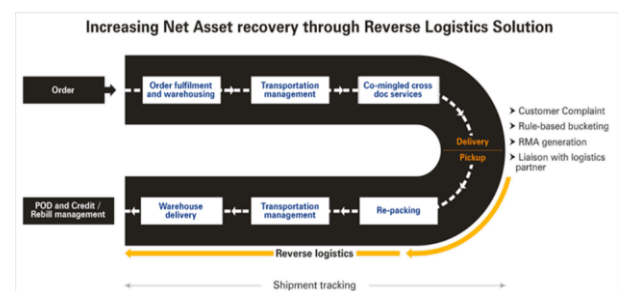 Increasing Net Asset recovery through Reverse Logistics Solution
Order
Order fulfilment
and warehousing
Transportation
management
Co-mingled cross
doc services
Delivery
Pickup
➤ Customer Complaint
➤ Rule-based bucketing
➤ RMA generation
➤ Liaison with logistics
partner
POD and Credit /
Rebill management
Warehouse
delivery
Transportation
management
Re-packing
Reverse logistics
Shipment tracking